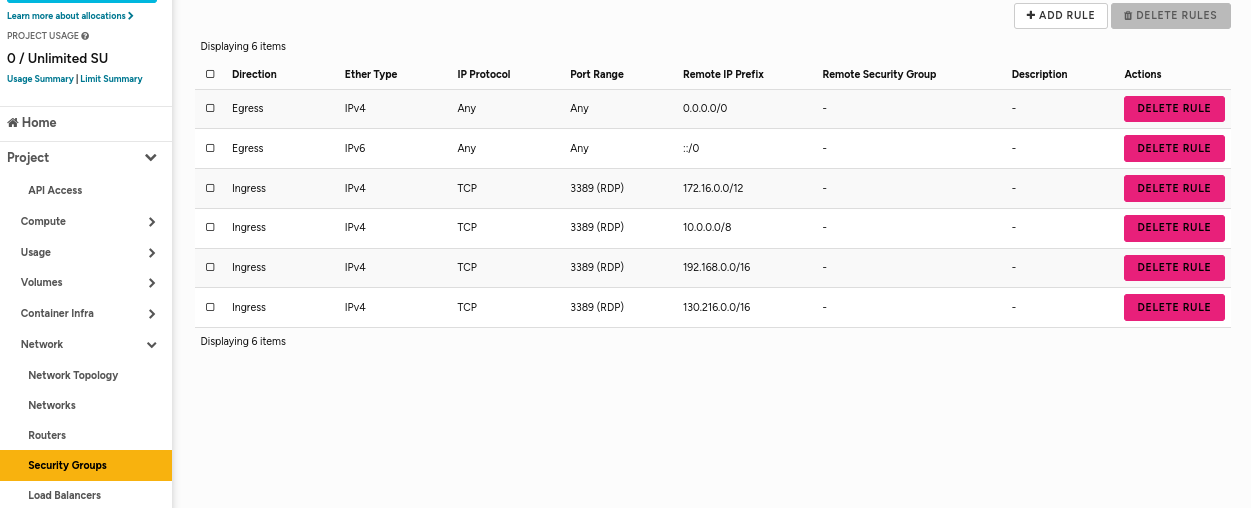 Learn more about allocations
PROJECT USAGE
0 / Unlimited SU
Usage Summary | Limit Summary
Home
Project
API Access
Compute
Usage
Volumes
Container Infra
Network
Network Topology
Networks
Routers
Security Groups
Load Balancers
ADD RULE DELETE RULES
Displaying 6 items
Direction Ether Type IP Protocol Port Range Remote IP Prefix Remote Security Group Description Actions
Egress IPv4 Any Any 0.0.0.0/0 - - DELETE RULE
Egress IPv6 Any Any ::/0 - - DELETE RULE
Ingress IPv4 TCP 3389 (RDP) 172.16.0.0/12 - - DELETE RULE
Ingress IPv4 TCP 3389 (RDP) 10.0.0.0/8 - - DELETE RULE
Ingress IPv4 TCP 3389 (RDP) 192.168.0.0/16 - - DELETE RULE
Ingress IPv4 TCP 3389 (RDP) 130.216.0.0/16 - - DELETE RULE
Displaying 6 items